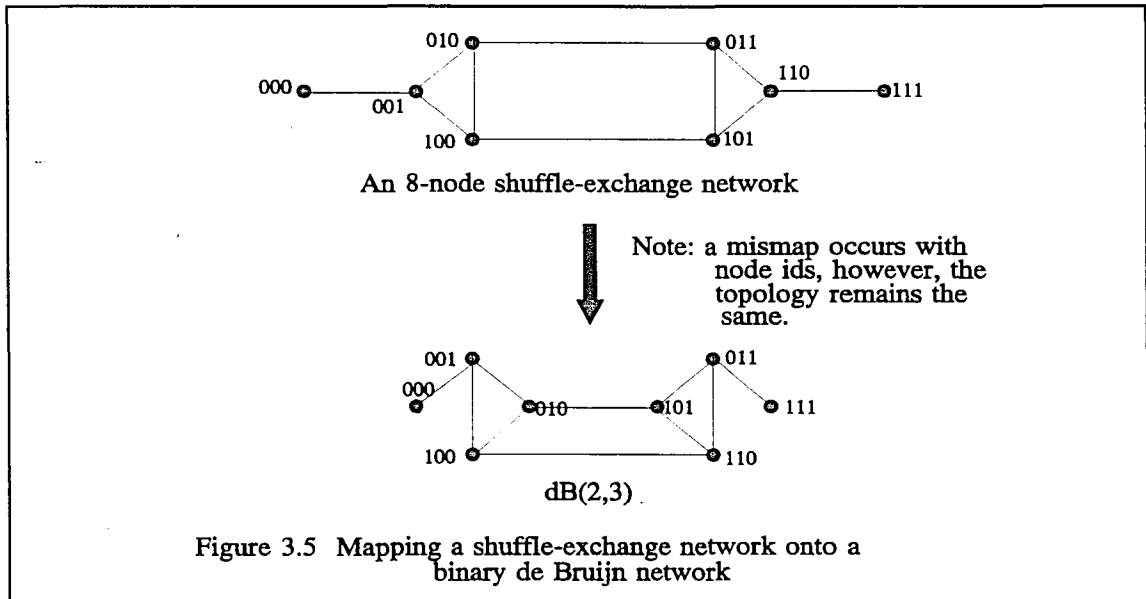 010 011
000 110
001 111
100 101
An 8-node shuffle-exchange network
Note: a mismap occurs with
node ids, however, the
topology remains the
same.
001 011
000
010 101 111
100 110
dB(2,3)
Figure 3.5 Mapping a shuffle-exchange network onto a
binary de Bruijn network